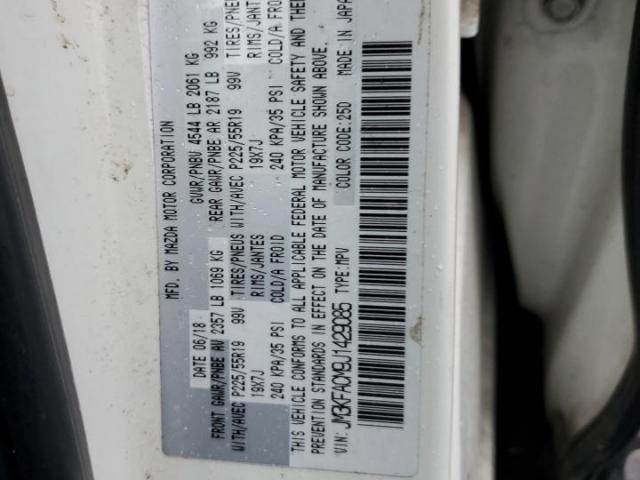 MFD. BY MAZDA MOTOR CORPORATION
DATE 06/18 GVWR/PNBV 4544 LB 2061 KG
FRONT GAWR/PNBE AV 2357 LB 1069 KG REAR GAWR/PNBE AR 2187 LB 992 KG
WITH/AVEC P225/55R19 99V TIRES/PNEUS WITH/AVEC P225/55R19 99V TIRES/PNEU
19X7J RIMS/JANTES 19X7J RIMS/JANTES
240 KPA/35 PSI COLD/A FROID 240 KPA/35 PSI COLD/A FROID
THIS VEHICLE CONFORMS TO ALL APPLICABLE FEDERAL MOTOR VEHICLE SAFETY AND THEF
PREVENTION STANDARDS IN EFFECT ON THE DATE OF MANUFACTURE SHOWN ABOVE.
VIN: JM3KFACM9J1429085 TYPE:MPV COLOR CODE:25D MADE IN JAPA